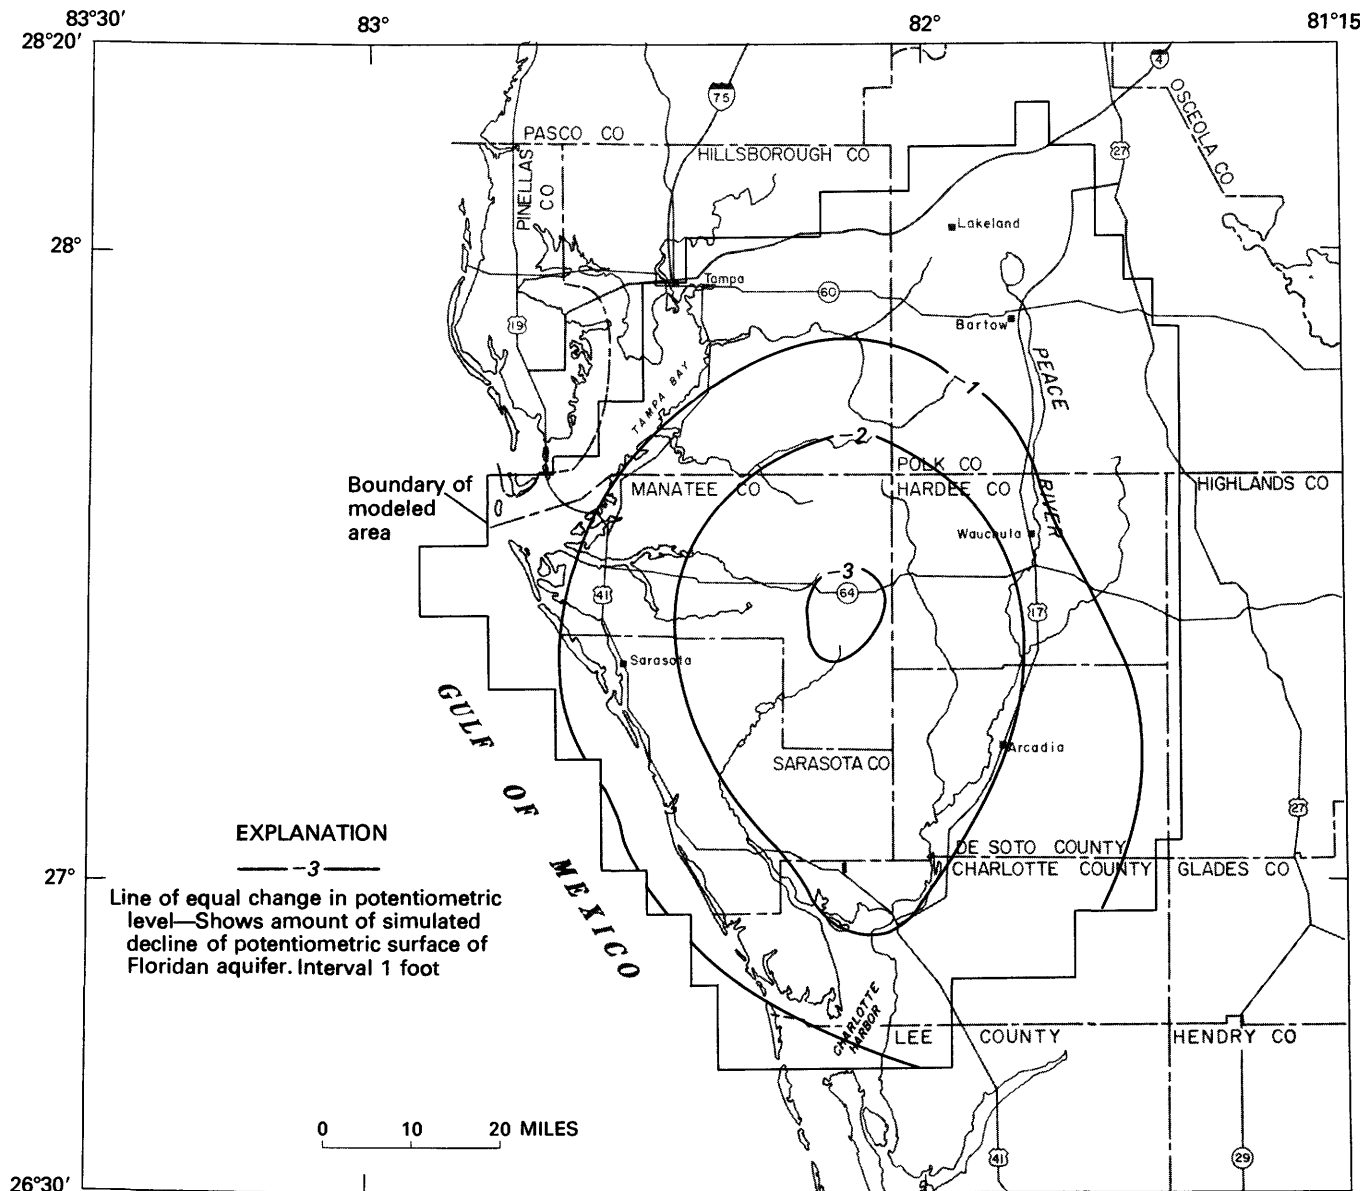 83°30'
83°
82°
81°15'
28°20'
4
75
OSCEOLA CO
PASCO CO
HILLSBOROUGH CO
27
PINELLAS CO
28°
Lakeland
Tampa
60
19
Bartow
TAMPA BAY
PEACE RIVER
-1
-2
POLK CO
Boundary of
modeled
area
MANATEE CO
HARDEE CO
HIGHLANDS CO
Wauchula
-3
64
41
17
Sarasota
GULF OF MEXICO
Arcadia
SARASOTA CO
27
EXPLANATION
-3
DE SOTO COUNTY
CHARLOTTE COUNTY
GLADES CO
27°
Line of equal change in potentiometric
level—Shows amount of simulated
decline of potentiometric surface of
Floridan aquifer. Interval 1 foot
CHARLOTTE
HARBOR
LEE COUNTY
HENDRY CO
0 10 20 MILES
41
29
26°30'